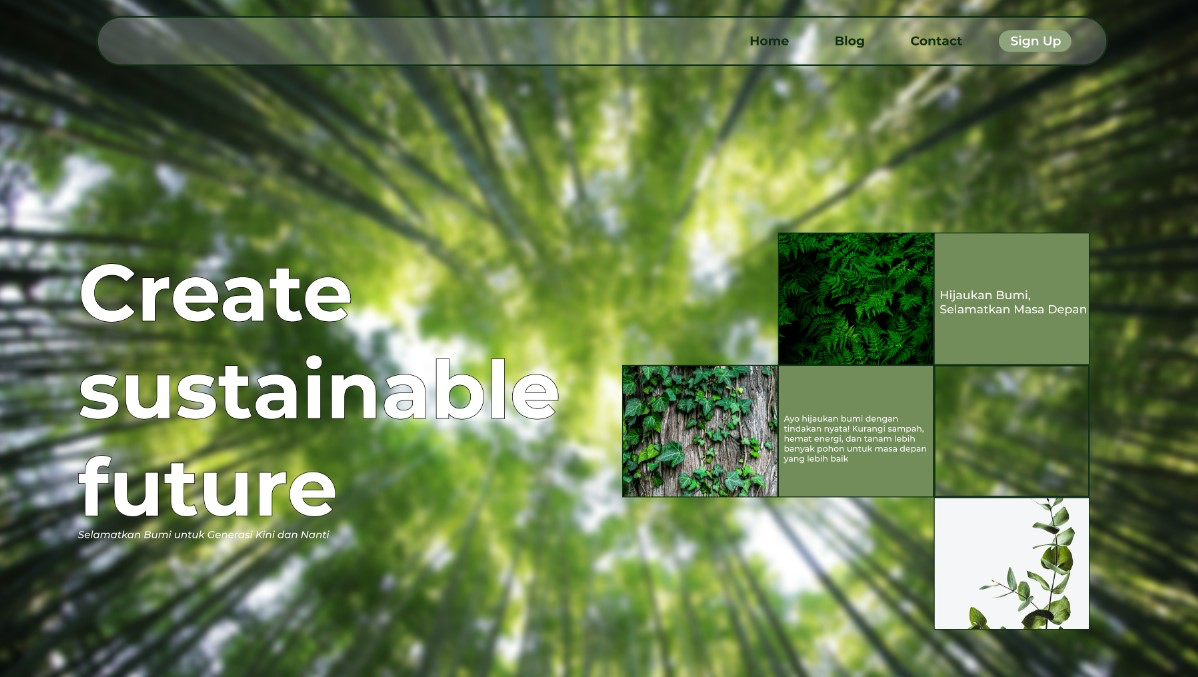 Home Blog Contact Sign Up
Create
sustainable
future
Selamatkan Bumi untuk Generasi Kini dan Nanti
Hijaukan Bumi,
Selamatkan Masa Depan
Ayo hijaukan bumi dengan
tindakan nyata! Kurangi sampah,
hemat energi, dan tanam lebih
banyak pohon untuk masa depan
yang lebih baik